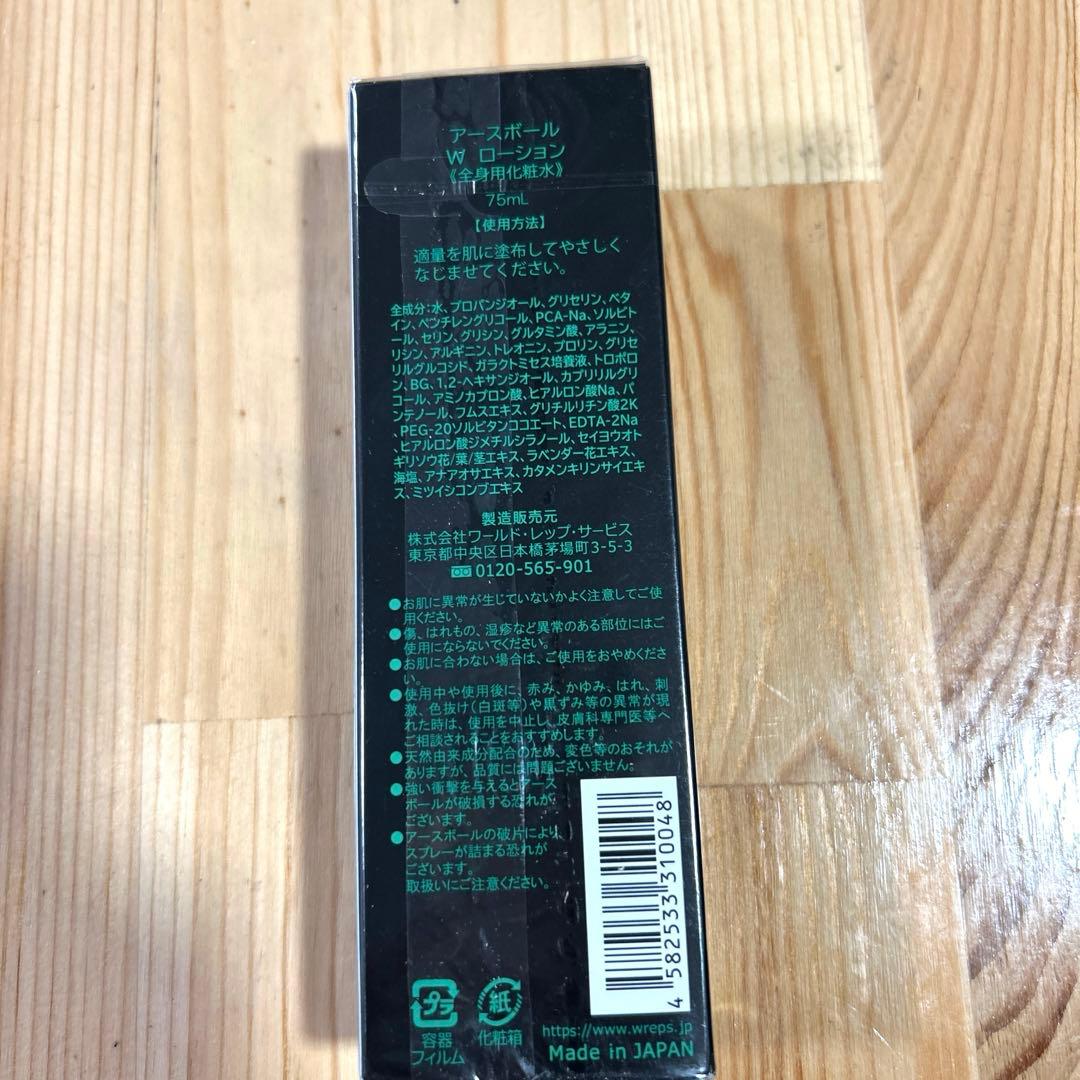 アースボール
W ローション
《全身用化粧水》
75mL
【使用方法】
適量を肌に塗布してやさしく
なじませてください。
全成分:水、プロパンジオール、グリセリン、ベタ
イン、ペンチレングリコール、PCA-Na、ソルビト
ール、セリン、グリシン、グルタミン酸、アラニン、
リシン、アルギニン、トレオニン、プロリン、グリセ
リルグルコシド、ガラクトミセス培養液、トロポロ
ン、BG、1,2-ヘキサンジオール、カプリリルグリ
コール、アミノカプロン酸、ヒアルロン酸Na、パ
ンテノール、フムスエキス、グリチルリチン酸2K
、PEG-20ソルビタンココエート、EDTA-2Na
、ヒアルロン酸ジメチルシラノール、セイヨウオト
ギリソウ花/葉/茎エキス、ラベンダー花エキス、
海塩、アナアオサエキス、カタメンキリンサイエキ
ス、ミツイシコンブエキス
製造販売元
株式会社ワールド・レップ・サービス
東京都中央区日本橋茅場町3-5-3
0120-565-901
●お肌に異常が生じていないかよく注意してご使
用ください。
●傷、はれもの、湿疹など異常のある部位にはご
使用にならないでください。
●お肌に合わない場合は、ご使用をおやめくださ
い。
●使用中や使用後に、赤み、かゆみ、はれ、刺
激、色抜け(白斑等)や黒ずみ等の異常が現
れた時は、使用を中止し、皮膚科専門医等へ
ご相談されることをおすすめします。
●天然由来成分配合のため、変色等のおそれが
ありますが、品質には問題ございません。
●強い衝撃を与えるとアース
ボールが破損する恐れが
ございます。
●アースボールの破片により、
スプレーが詰まる恐れが
ございます。
取扱いにご注意ください。
4 582533 310048
プラ
容器
フィルム
紙
化粧箱
https://www.wreps.jp
Made in JAPAN